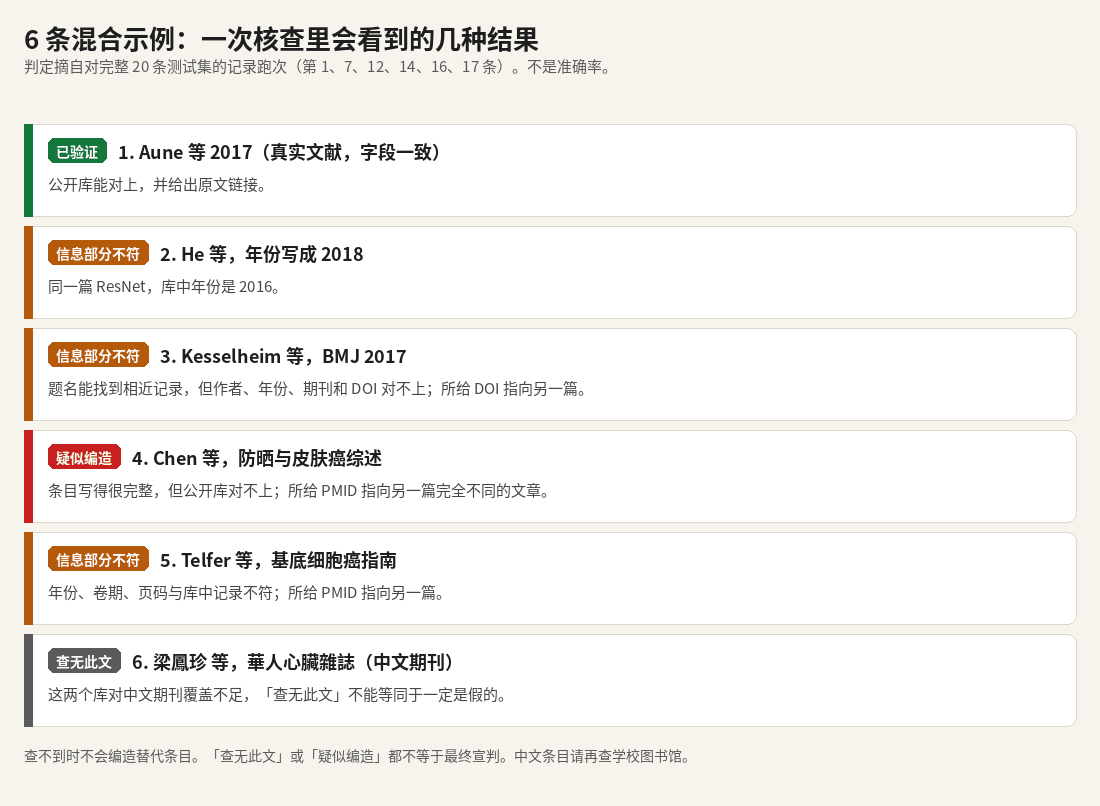 6 条混合示例：一次核查里会看到的几种结果
判定摘自对完整 20 条测试集的记录跑次（第 1、7、12、14、16、17 条）。不是准确率。
已验证 1. Aune 等 2017（真实文献，字段一致）
公开库能对上，并给出原文链接。
信息部分不符 2. He 等，年份写成 2018
同一篇 ResNet，库中年份是 2016。
信息部分不符 3. Kesselheim 等，BMJ 2017
题名能找到相近记录，但作者、年份、期刊和 DOI 对不上；所给 DOI 指向另一篇。
疑似编造 4. Chen 等，防晒与皮肤癌综述
条目写得很完整，但公开库对不上；所给 PMID 指向另一篇完全不同的文章。
信息部分不符 5. Telfer 等，基底细胞癌指南
年份、卷期、页码与库中记录不符；所给 PMID 指向另一篇。
查无此文 6. 梁鳳珍 等，華人心臟雜誌（中文期刊）
这两个库对中文期刊覆盖不足，「查无此文」不能等同于一定是假的。
查不到时不会编造替代条目。「查无此文」或「疑似编造」都不等于最终宣判。中文条目请再查学校图书馆。